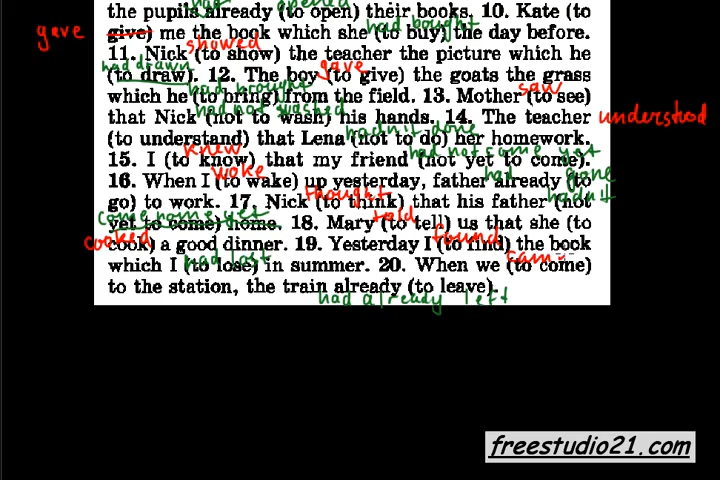 had opened
the pupils already (to open) their books. 10. Kate (to
had bought
gave give) me the book which she (to buy), the day before.
showed
11. Nick (to show) the teacher the picture which he
had drawn gave
(to draw). 12. The boy (to give) the goats the grass
had brought saw
which he (to bring) from the field. 13. Mother (to see)
had not washed
that Nick (not to wash) his hands. 14. The teacher understood
hadn't done
(to understand) that Lena (not to do) her homework.
knew had not come yet
15. I (to know) that my friend (not yet to come).
woke had gone
16. When I (to wake) up yesterday, father already (to
thought hadn't
go) to work. 17. Nick (to think) that his father (not
come home yet told
yet to come) home. 18. Mary (to tell) us that she (to
cooked found
cook) a good dinner. 19. Yesterday I (to find) the book
had lost came
which I (to lose) in summer. 20. When we (to come)
to the station, the train already (to leave).
had already left
freestudio21.com